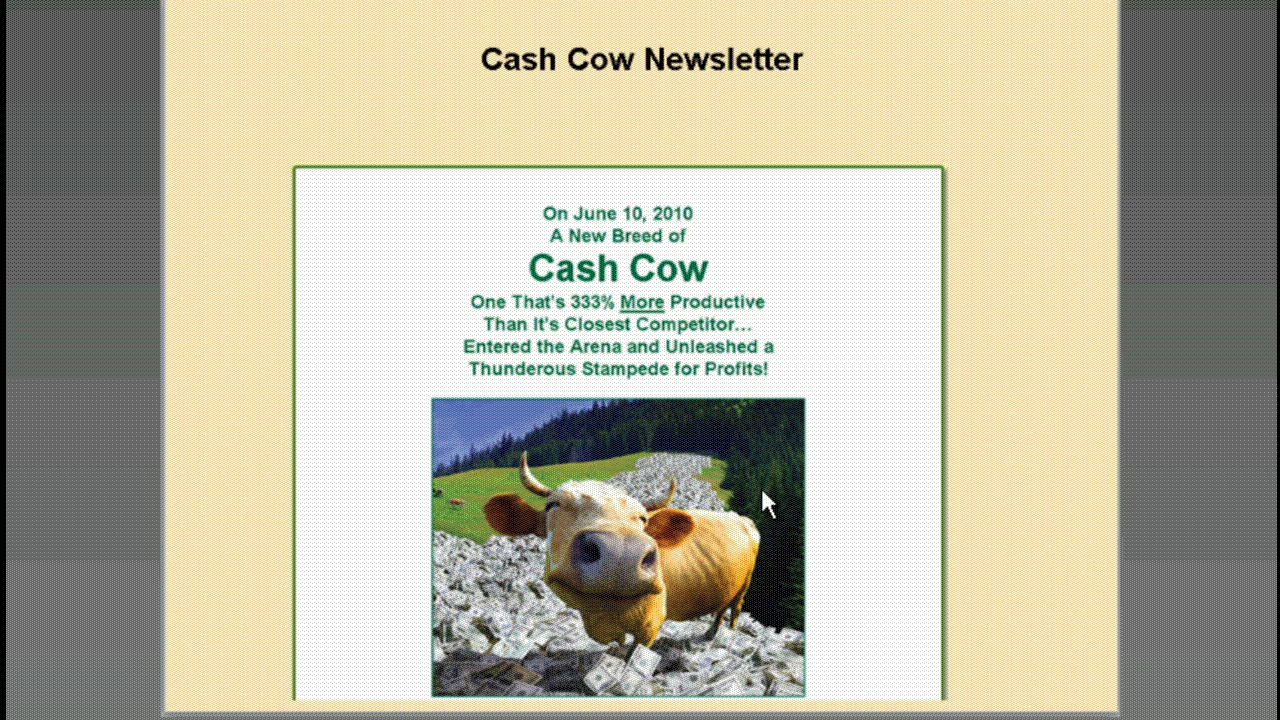 Cash Cow Newsletter
On June 10, 2010
A New Breed of
Cash Cow
One That's 333% More Productive
Than It's Closest Competitor...
Entered the Arena and Unleashed a
Thunderous Stampede for Profits!